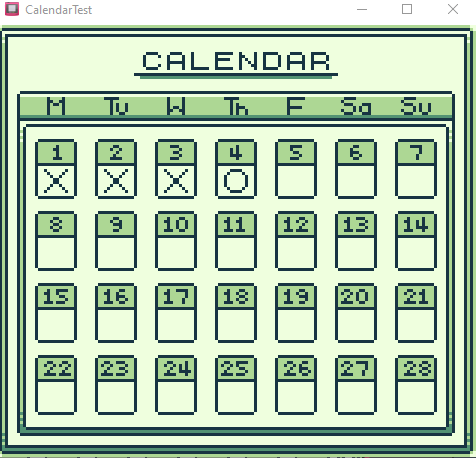 CalendarTest
CALENDAR
M Tu W Th F Sa Su
1 2 3 4 5 6 7
8 9 10 11 12 13 14
15 16 17 18 19 20 21
22 23 24 25 26 27 28